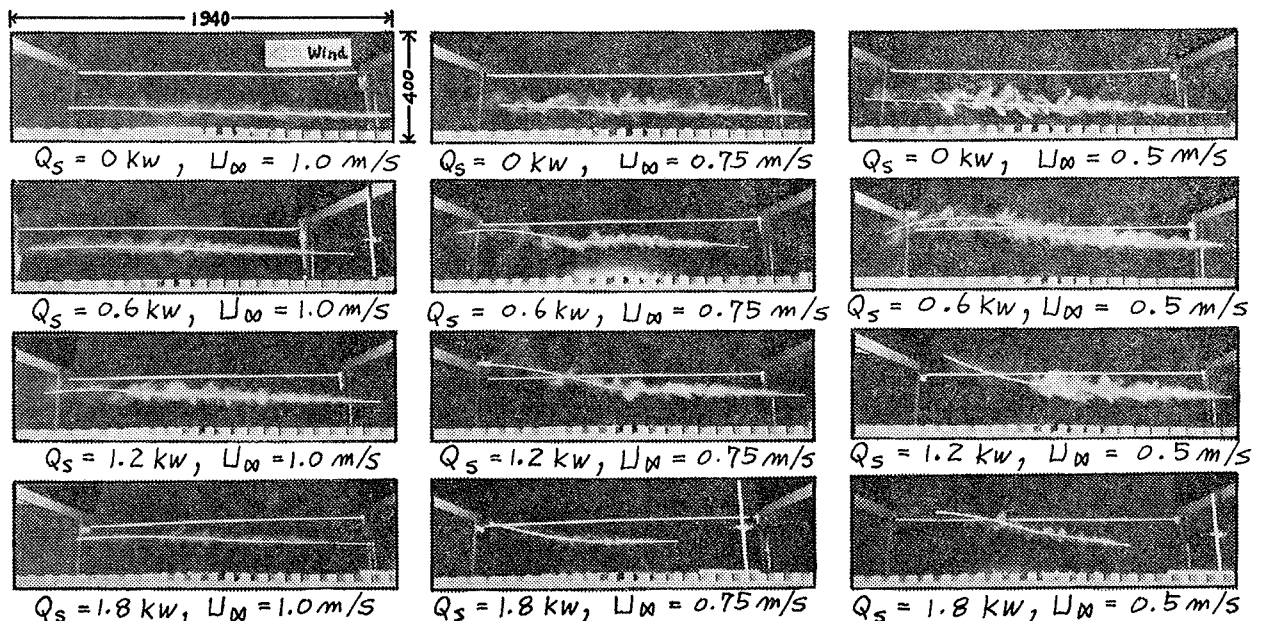 1940
Wind
400
Qs = 0 kw, U∞ = 1.0 m/s
Qs = 0 kw, U∞ = 0.75 m/s
Qs = 0 kw, U∞ = 0.5 m/s
Qs = 0.6 kw, U∞ = 1.0 m/s
Qs = 0.6 kw, U∞ = 0.75 m/s
Qs = 0.6 kw, U∞ = 0.5 m/s
Qs = 1.2 kw, U∞ = 1.0 m/s
Qs = 1.2 kw, U∞ = 0.75 m/s
Qs = 1.2 kw, U∞ = 0.5 m/s
Qs = 1.8 kw, U∞ = 1.0 m/s
Qs = 1.8 kw, U∞ = 0.75 m/s
Qs = 1.8 kw, U∞ = 0.5 m/s